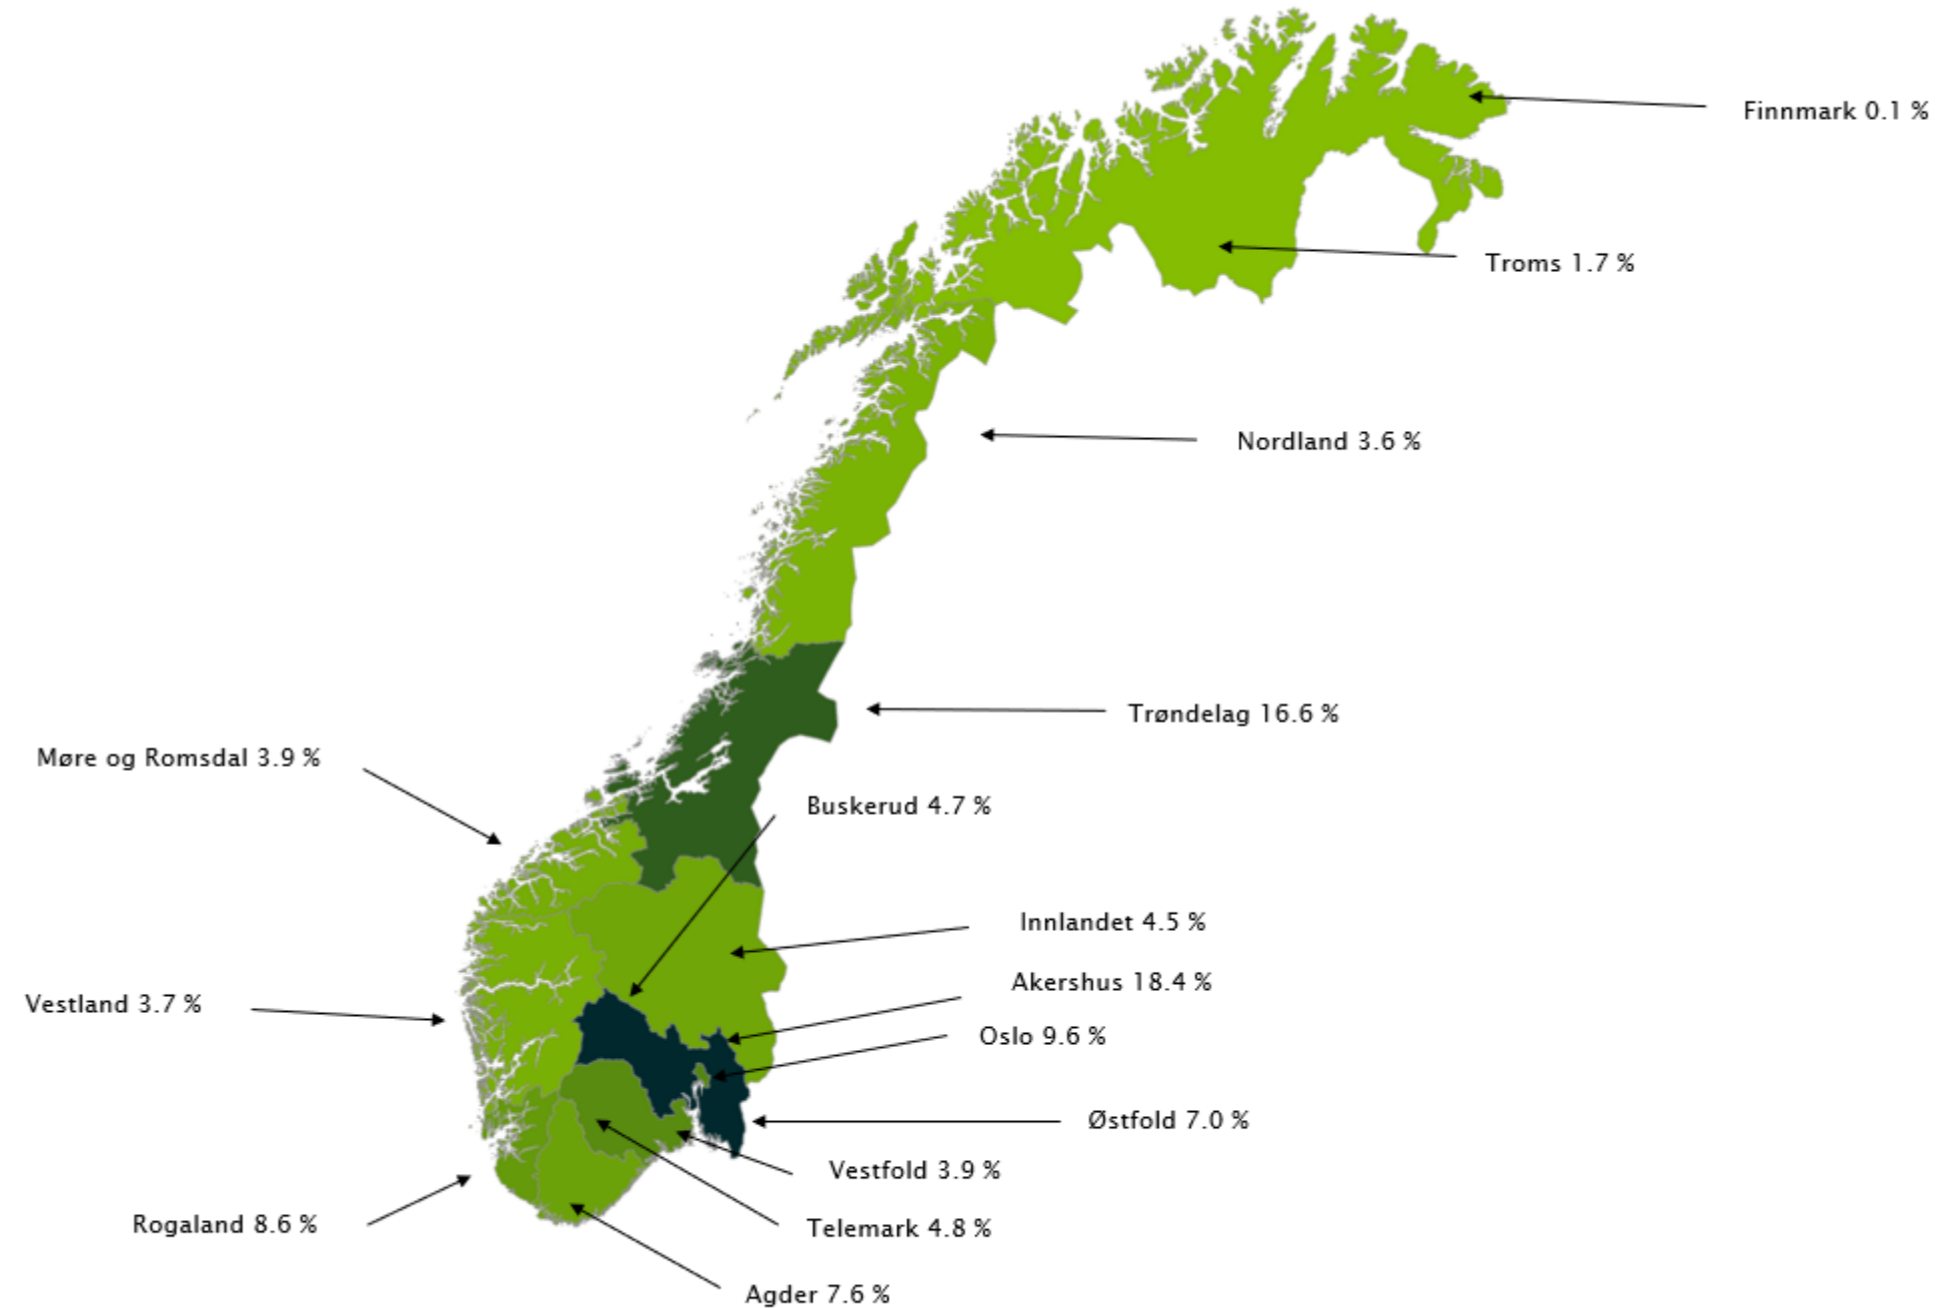 Finnmark 0.1 %
Troms 1.7 %
Nordland 3.6 %
Trøndelag 16.6 %
Møre og Romsdal 3.9 %
Buskerud 4.7 %
Innlandet 4.5 %
Akershus 18.4 %
Vestland 3.7 %
Oslo 9.6 %
Østfold 7.0 %
Vestfold 3.9 %
Rogaland 8.6 %
Telemark 4.8 %
Agder 7.6 %